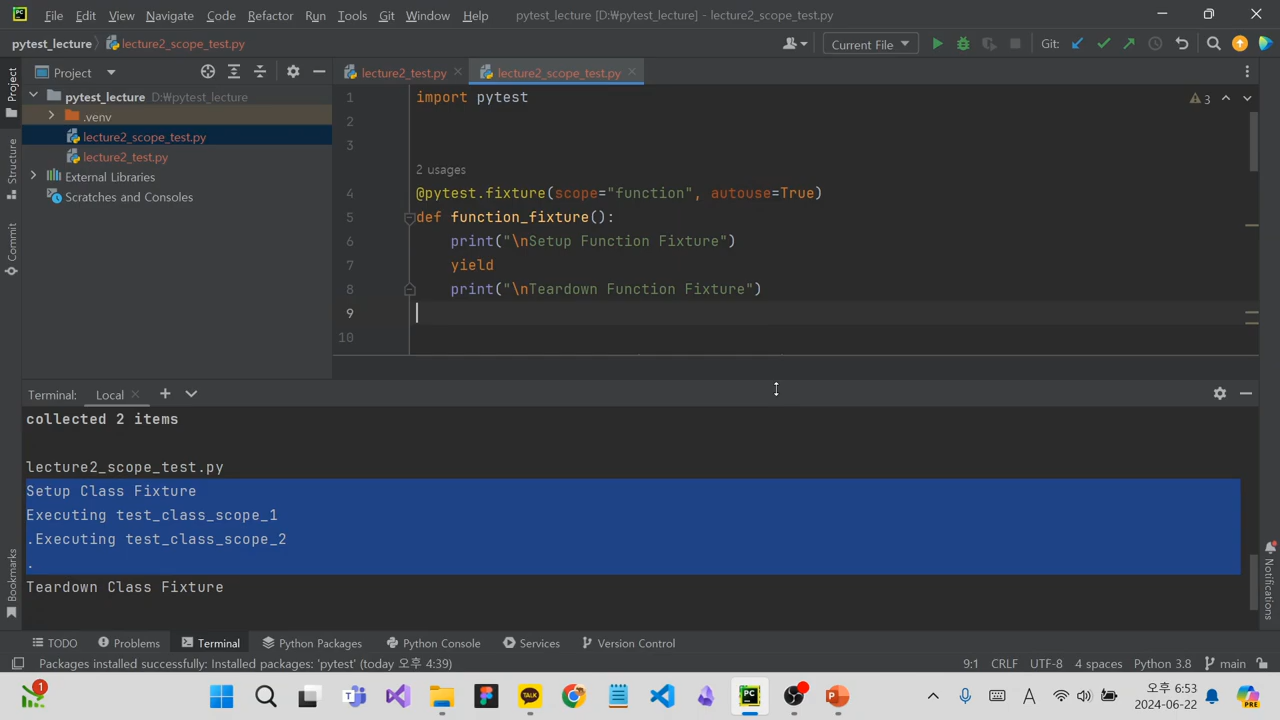 PC File Edit View Navigate Code Refactor Run Tools Git Window Help pytest_lecture [D:₩pytest_lecture] - lecture2_scope_test.py
pytest_lecture lecture2_scope_test.py Current File Git:
Project
Project
lecture2_test.py
lecture2_scope_test.py
pytest_lecture D:₩pytest_lecture
.venv
lecture2_scope_test.py
lecture2_test.py
External Libraries
Scratches and Consoles
Structure
Commit
Bookmarks
Notifications
3
1 import pytest
2
3
2 usages
4 @pytest.fixture(scope="function", autouse=True)
5 def function_fixture():
6 print("\nSetup Function Fixture")
7 yield
8 print("\nTeardown Function Fixture")
9
10
Terminal: Local
collected 2 items
lecture2_scope_test.py
Setup Class Fixture
Executing test_class_scope_1
.Executing test_class_scope_2
.
Teardown Class Fixture
TODO Problems Terminal Python Packages Python Console Services Version Control
Packages installed successfully: Installed packages: 'pytest' (today 오후 4:39) 9:1 CRLF UTF-8 4 spaces Python 3.8 main
1
TALK
PC
A
오후 6:53
2024-06-22
PRE